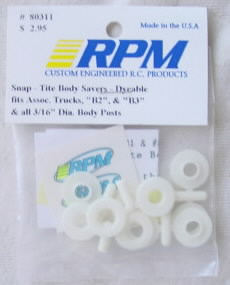 # 80311
$ 2.95
Made in the U.S.A
RPM
CUSTOM ENGINEERED R.C. PRODUCTS
Snap - Tite Body Savers - Dyeable
fits Assoc. Trucks, "B2", & "B3"
& all 3/16" Dia. Body Posts
RPM